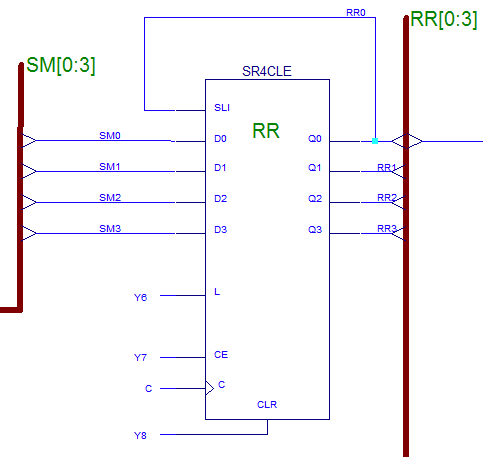 RR0
RR[0:3]
SM[0:3]
SR4CLE
SLI
RR
SM0
D0
Q0
SM1
D1
Q1
RR1
SM2
D2
Q2
RR2
SM3
D3
Q3
RR3
Y6
L
Y7
CE
C
C
CLR
Y8